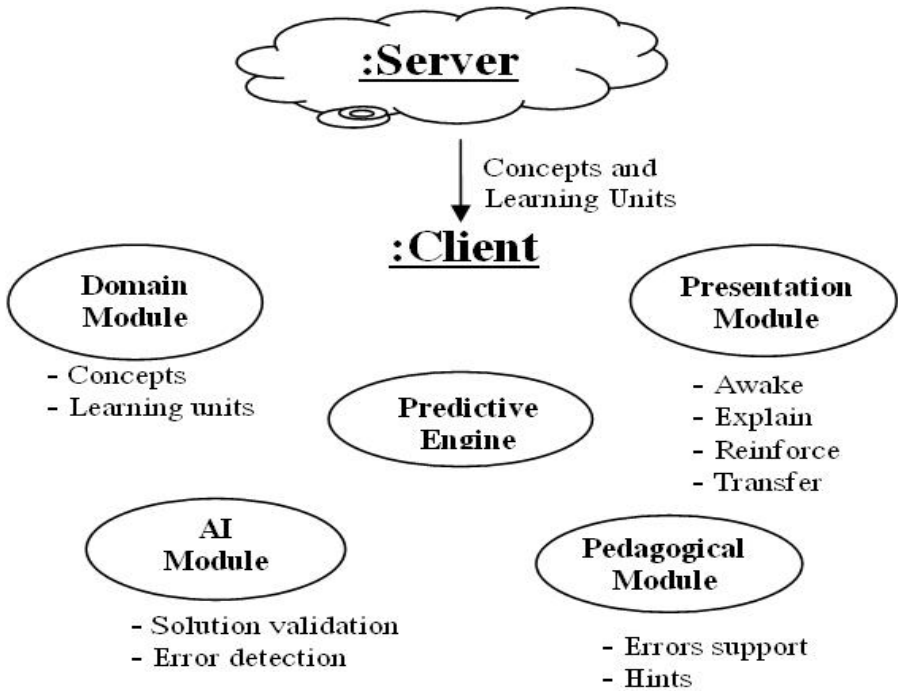 :Server
Concepts and
Learning Units
:Client
Domain
Module
- Concepts
- Learning units
Presentation
Module
- Awake
- Explain
- Reinforce
- Transfer
Predictive
Engine
AI
Module
- Solution validation
- Error detection
Pedagogical
Module
- Errors support
- Hints